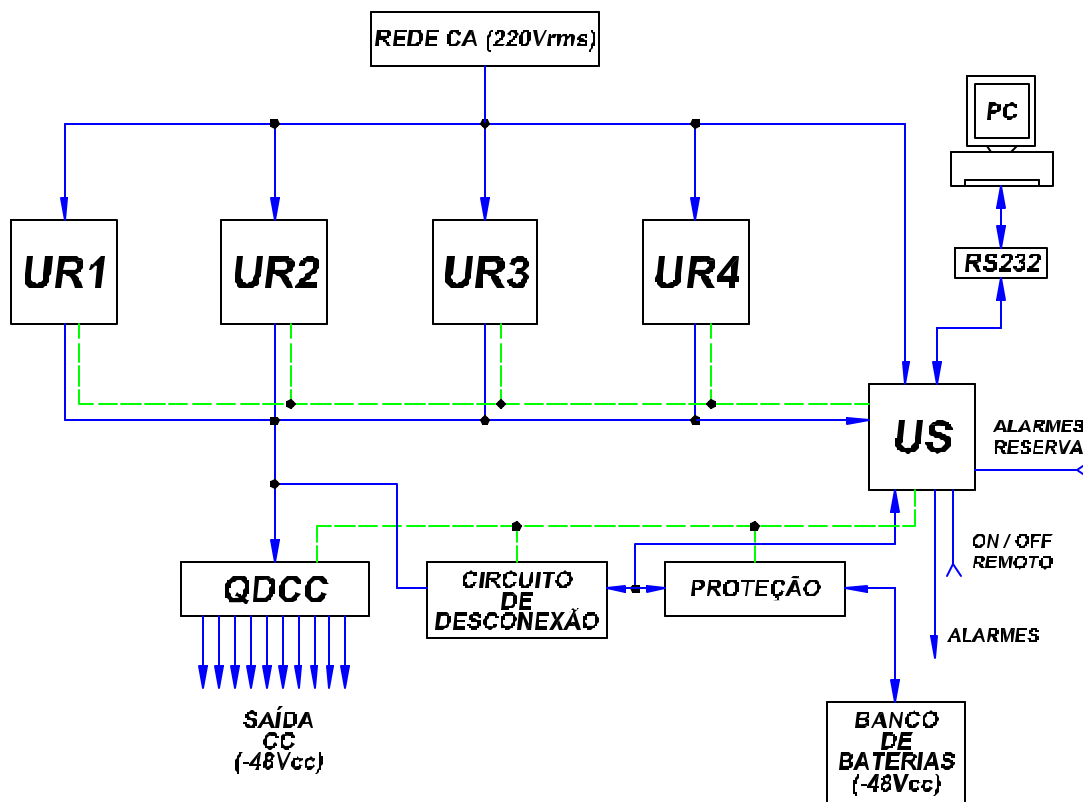 REDE CA (220Vrms)
PC
UR1
UR2
UR3
UR4
RS232
US
ALARMES
RESERVA
ON / OFF
REMOTO
QDCC
CIRCUITO
DE
DESCONEXÃO
PROTEÇÃO
ALARMES
SAÍDA
CC
(-48Vcc)
BANCO
DE
BATERIAS
(-48Vcc)